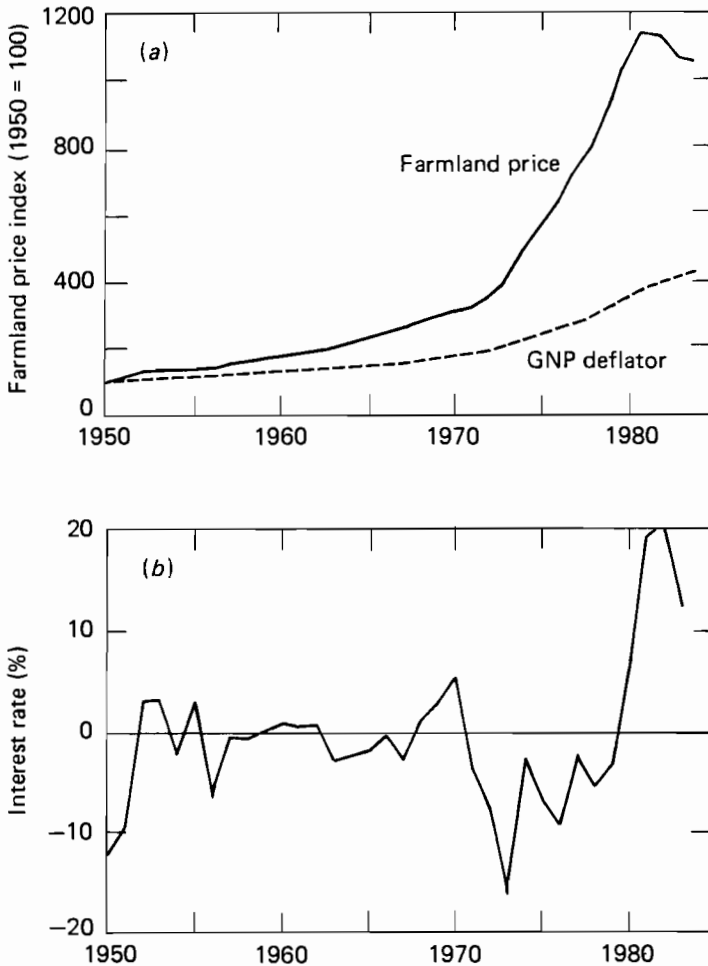 1200
(a)
Farmland price index (1950 = 100)
800
Farmland price
400
GNP deflator
0
1950
1960
1970
1980
20
(b)
10
Interest rate (%)
0
−10
−20
1950
1960
1970
1980